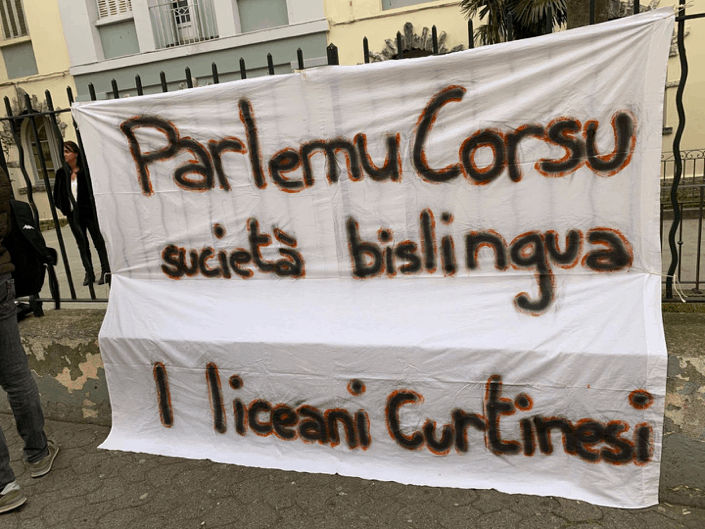 Parlemu Corsu
sucietà bislingua
I liceani Curtinesi